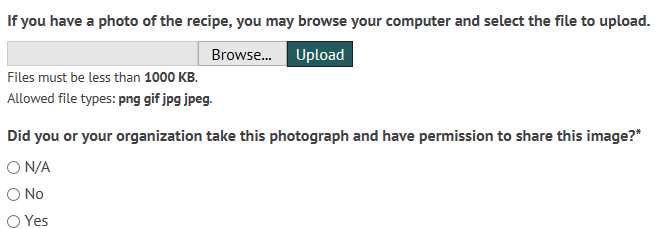 If you have a photo of the recipe, you may browse your computer and select the file to upload.
Browse... Upload
Files must be less than 1000 KB.
Allowed file types: png gif jpg jpeg.
Did you or your organization take this photograph and have permission to share this image?*
N/A
No
Yes